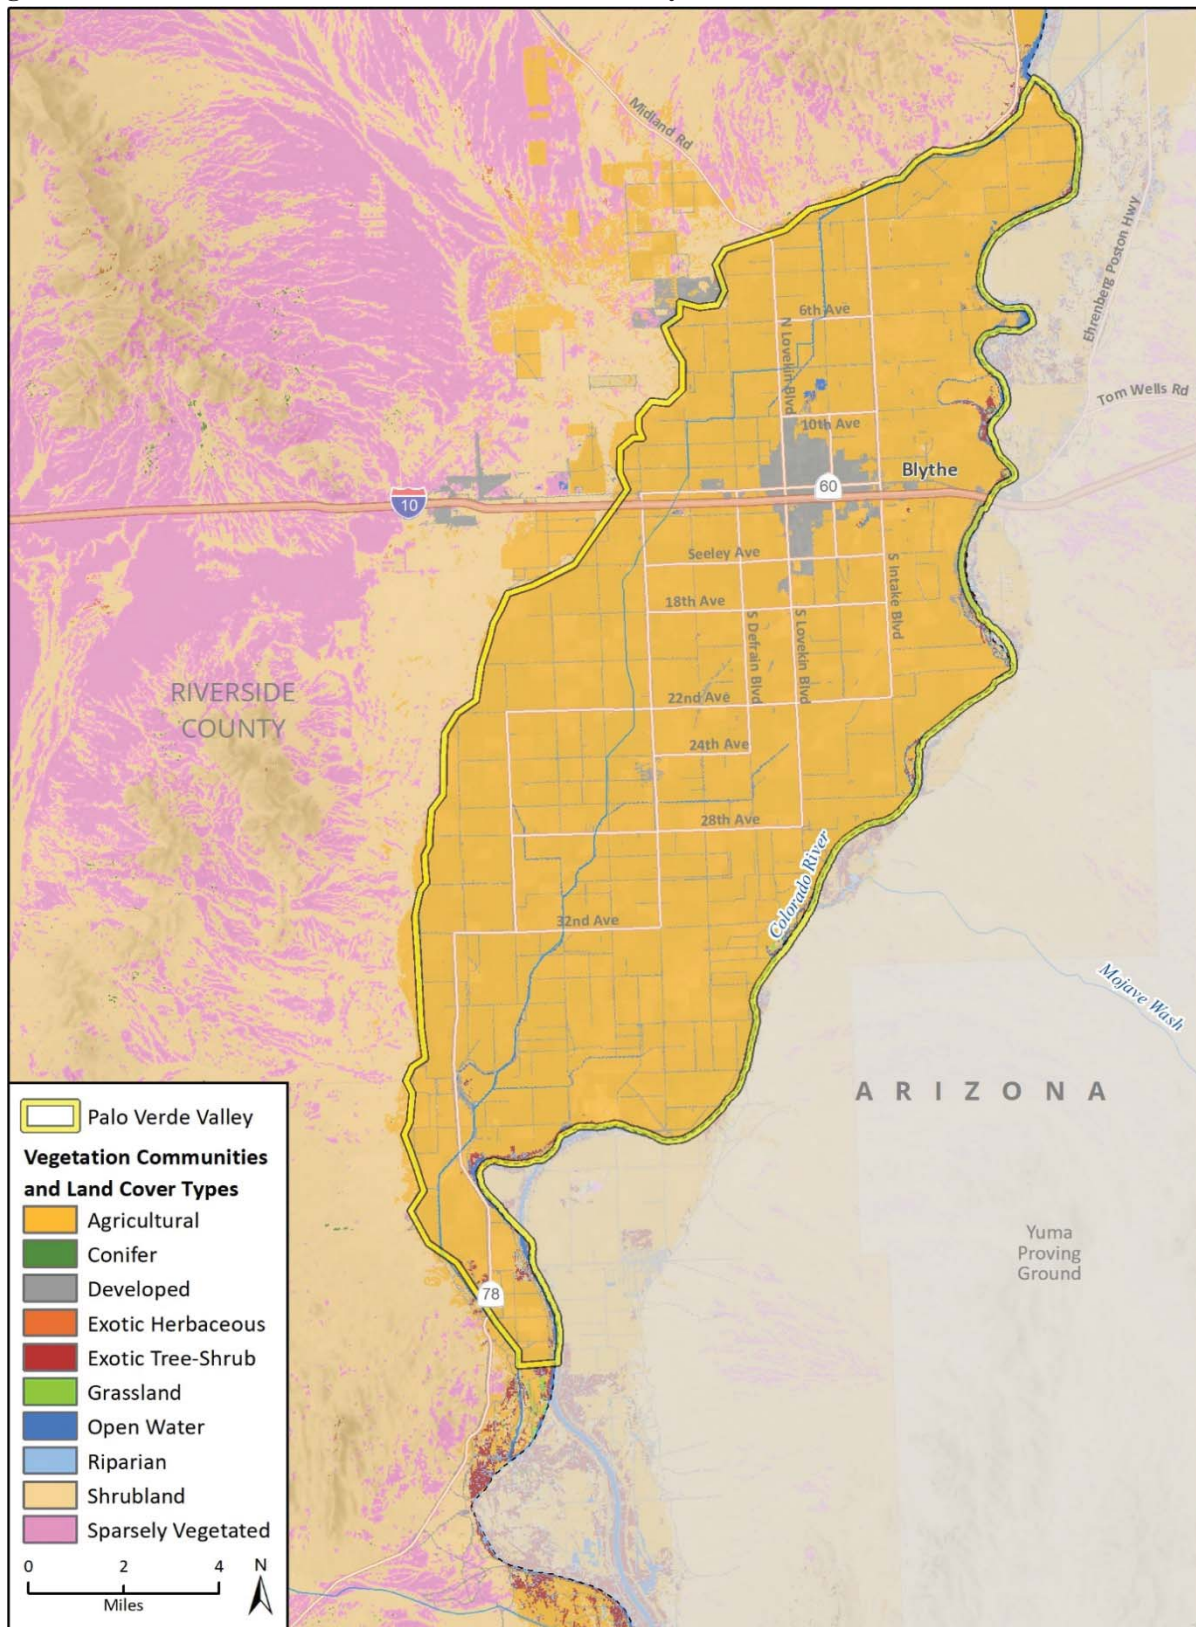 Midland Rd
Ehrenberg Poston Hwy
6th Ave
N Lovekin Blvd
Tom Wells Rd
10th Ave
Blythe
60
10
Seeley Ave
S Intake Blvd
18th Ave
S Defrain Blvd
S Lovekin Blvd
RIVERSIDE
COUNTY
22nd Ave
24th Ave
28th Ave
Colorado River
32nd Ave
Mojave Wash
ARIZONA
Yuma
Proving
Ground
78
Palo Verde Valley
Vegetation Communities
and Land Cover Types
Agricultural
Conifer
Developed
Exotic Herbaceous
Exotic Tree-Shrub
Grassland
Open Water
Riparian
Shrubland
Sparsely Vegetated
0 2 4 N
Miles